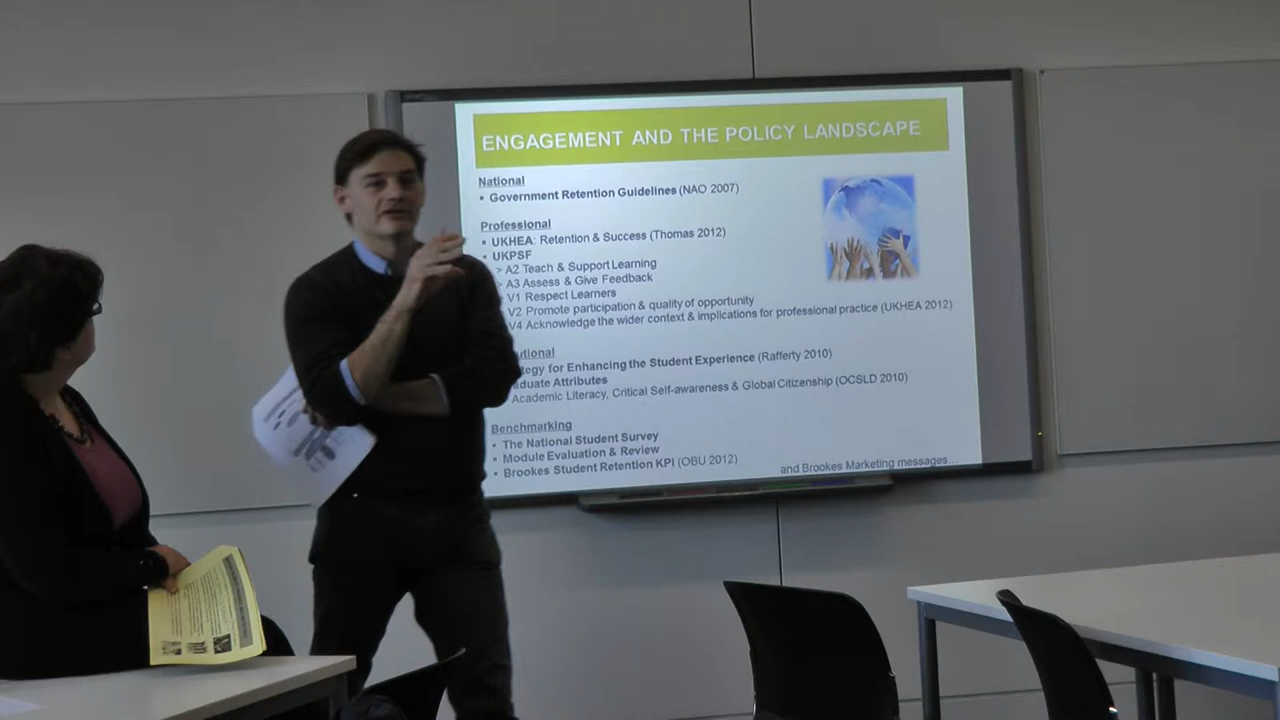 ENGAGEMENT AND THE POLICY LANDSCAPE
National
▪ Government Retention Guidelines (NAO 2007)
Professional
▪ UKHEA: Retention & Success (Thomas 2012)
▪ UKPSF
> A2 Teach & Support Learning
> A3 Assess & Give Feedback
V1 Respect Learners
V2 Promote participation & quality of opportunity
V4 Acknowledge the wider context & implications for professional practice (UKHEA 2012)
utional
tegy for Enhancing the Student Experience (Rafferty 2010)
duate Attributes
Academic Literacy, Critical Self-awareness & Global Citizenship (OCSLD 2010)
Benchmarking
▪ The National Student Survey
▪ Module Evaluation & Review
▪ Brookes Student Retention KPI (OBU 2012)
and Brookes Marketing messages…